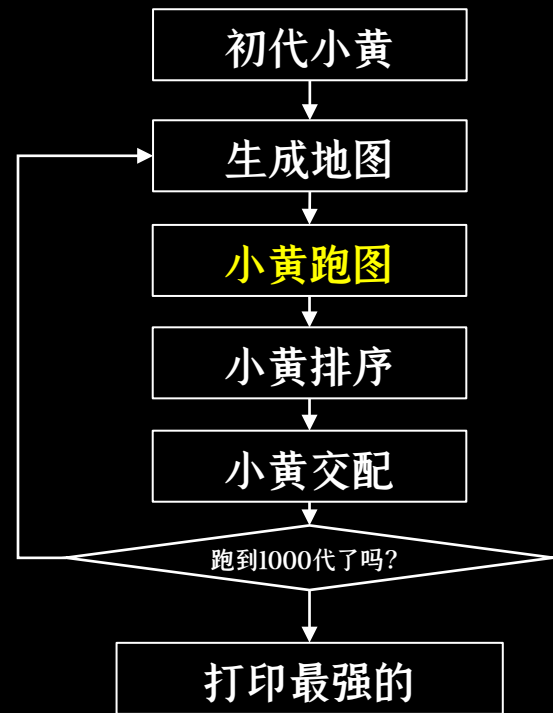 初代小黄
生成地图
小黄跑图
小黄排序
小黄交配
跑到1000代了吗?
打印最强的